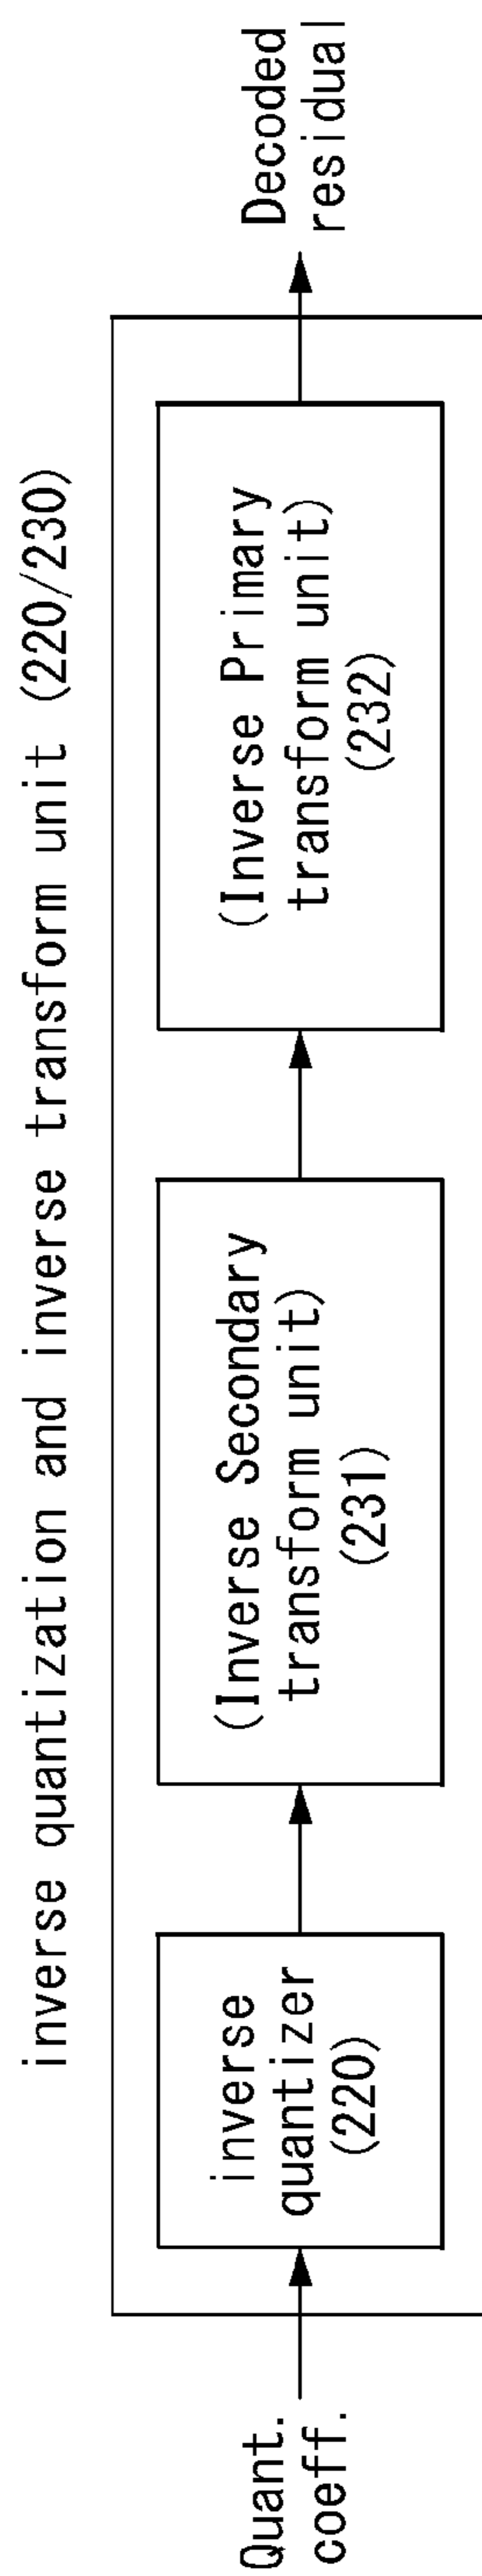 inverse quantization and inverse transform unit (220/230)
Quant.
coeff.
inverse
quantizer
(220)
(Inverse Secondary
transform unit)
(231)
(Inverse Primary
transform unit)
(232)
Decoded
residual